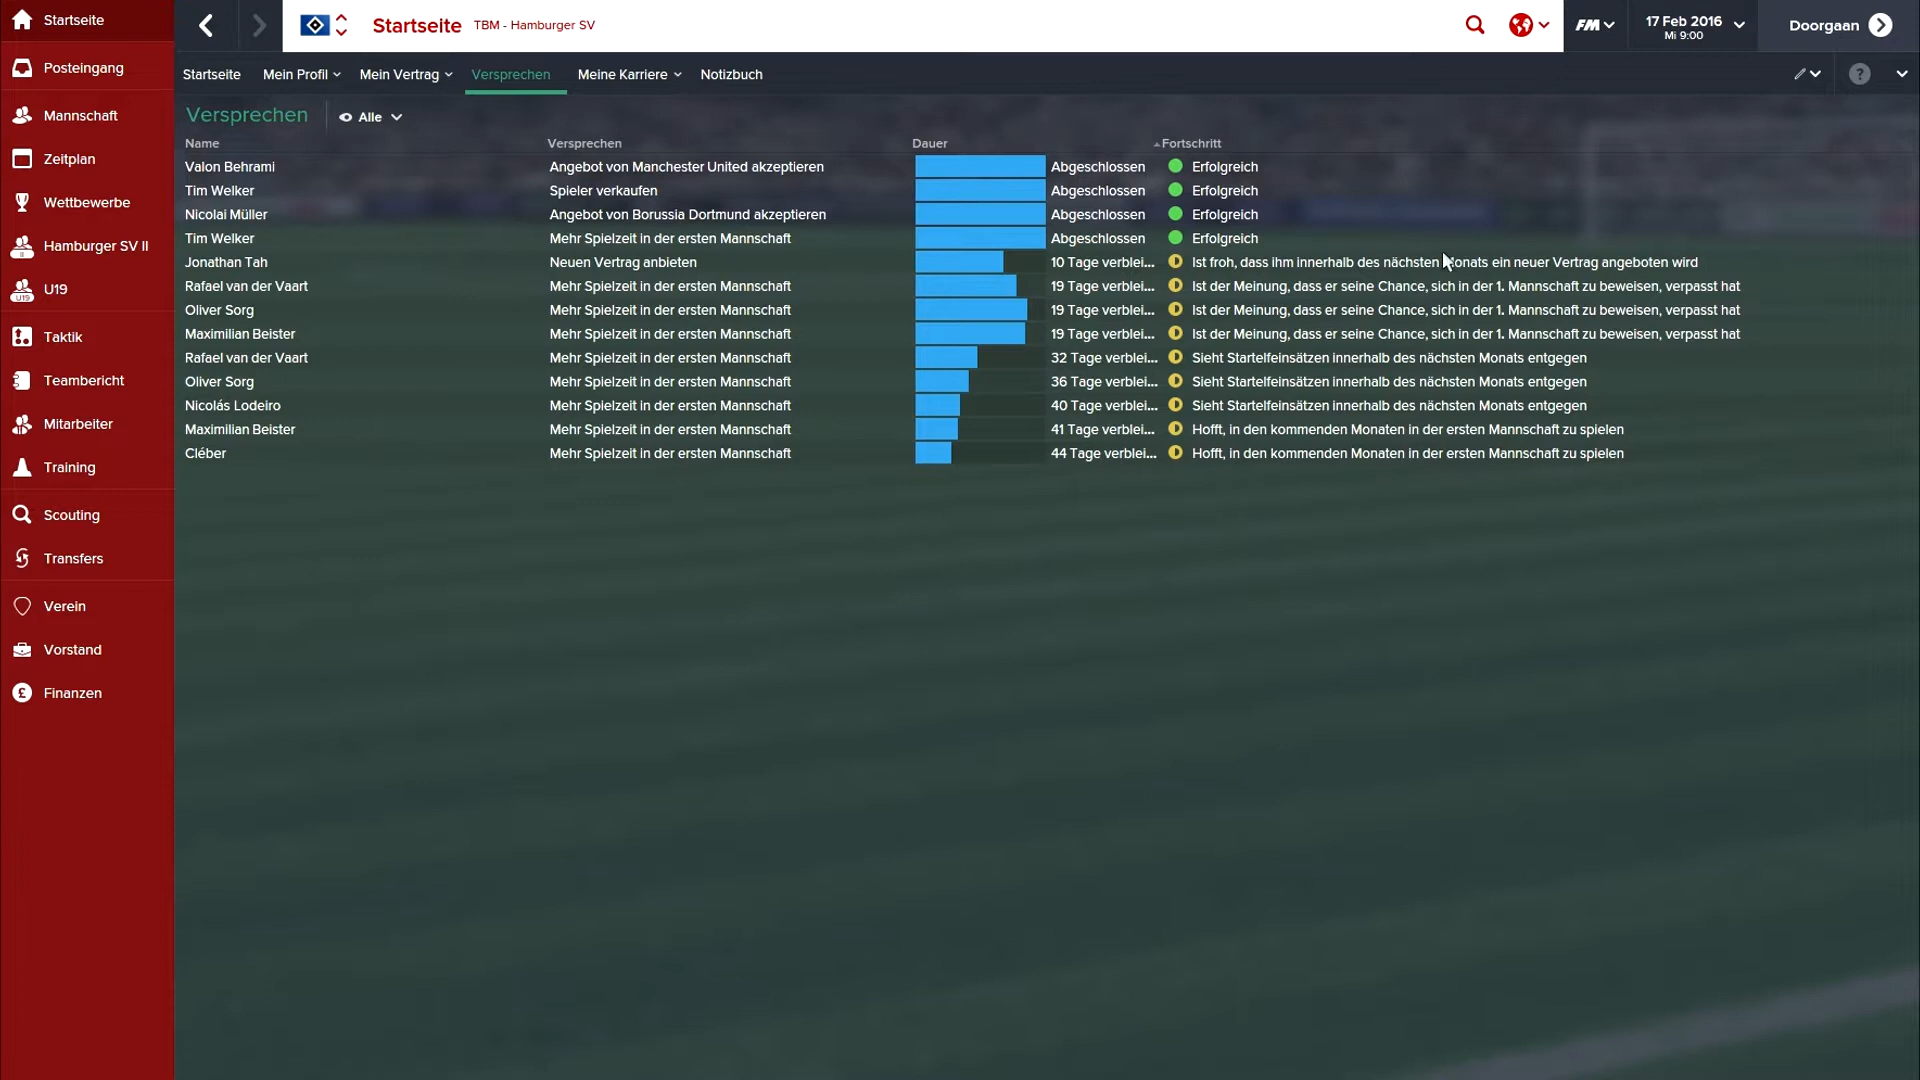 Startseite
Posteingang
Mannschaft
Zeitplan
Wettbewerbe
Hamburger SV II
U19
Taktik
Teambericht
Mitarbeiter
Training
Scouting
Transfers
Verein
Vorstand
Finanzen
Startseite TBM - Hamburger SV
FM
17 Feb 2016
Mi 9:00
Doorgaan
Startseite Mein Profil Mein Vertrag Versprechen Meine Karriere Notizbuch
?
Versprechen Alle
Name Versprechen Dauer Fortschritt
Valon Behrami Angebot von Manchester United akzeptieren Abgeschlossen Erfolgreich
Tim Welker Spieler verkaufen Abgeschlossen Erfolgreich
Nicolai Müller Angebot von Borussia Dortmund akzeptieren Abgeschlossen Erfolgreich
Tim Welker Mehr Spielzeit in der ersten Mannschaft Abgeschlossen Erfolgreich
Jonathan Tah Neuen Vertrag anbieten 10 Tage verblei... Ist froh, dass ihm innerhalb des nächsten Monats ein neuer Vertrag angeboten wird
Rafael van der Vaart Mehr Spielzeit in der ersten Mannschaft 19 Tage verblei... Ist der Meinung, dass er seine Chance, sich in der 1. Mannschaft zu beweisen, verpasst hat
Oliver Sorg Mehr Spielzeit in der ersten Mannschaft 19 Tage verblei... Ist der Meinung, dass er seine Chance, sich in der 1. Mannschaft zu beweisen, verpasst hat
Maximilian Beister Mehr Spielzeit in der ersten Mannschaft 19 Tage verblei... Ist der Meinung, dass er seine Chance, sich in der 1. Mannschaft zu beweisen, verpasst hat
Rafael van der Vaart Mehr Spielzeit in der ersten Mannschaft 32 Tage verblei... Sieht Startelfeinsätzen innerhalb des nächsten Monats entgegen
Oliver Sorg Mehr Spielzeit in der ersten Mannschaft 36 Tage verblei... Sieht Startelfeinsätzen innerhalb des nächsten Monats entgegen
Nicolás Lodeiro Mehr Spielzeit in der ersten Mannschaft 40 Tage verblei... Sieht Startelfeinsätzen innerhalb des nächsten Monats entgegen
Maximilian Beister Mehr Spielzeit in der ersten Mannschaft 41 Tage verblei... Hofft, in den kommenden Monaten in der ersten Mannschaft zu spielen
Cléber Mehr Spielzeit in der ersten Mannschaft 44 Tage verblei... Hofft, in den kommenden Monaten in der ersten Mannschaft zu spielen